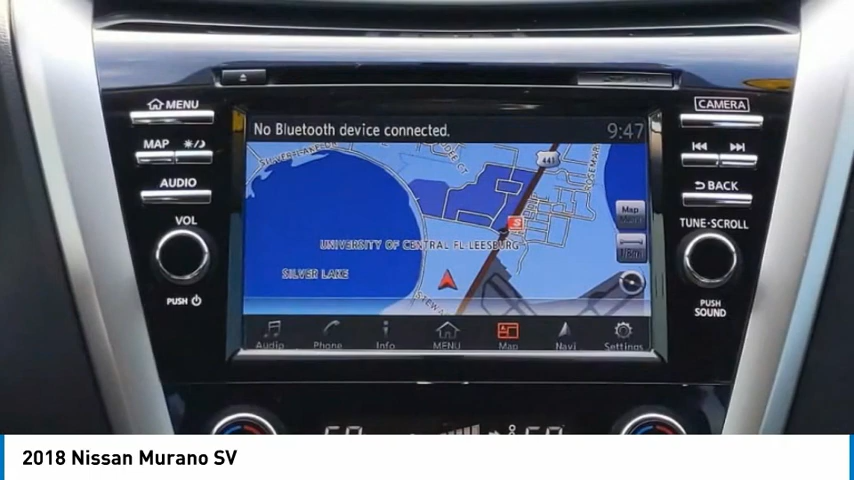 MENU
MAP
AUDIO
VOL
PUSH
CAMERA
BACK
TUNE·SCROLL
PUSH
SOUND
No Bluetooth device connected.
9:47
441
UNIVERSITY OF CENTRAL FL-LEESBURG
SILVER LAKE
Map
Audio
Phone
Info
MENU
Map
Navi
Settings
2018 Nissan Murano SV